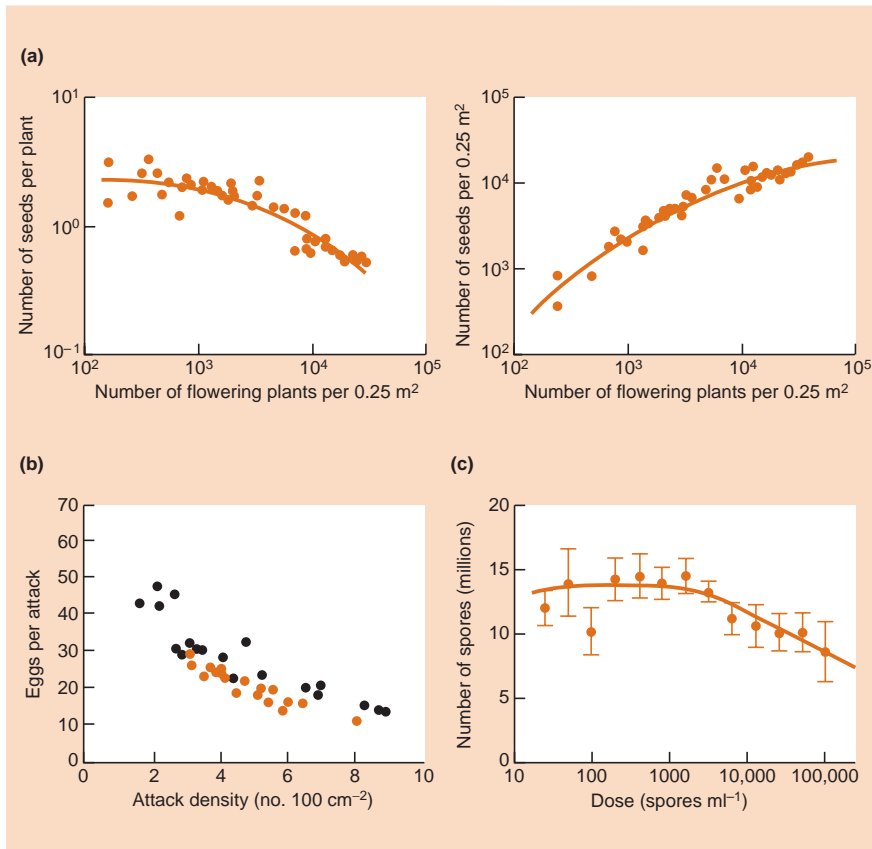 (a)
Number of seeds per plant
10¹
10⁰
10⁻¹
10² 10³ 10⁴ 10⁵
Number of flowering plants per 0.25 m²
Number of seeds per 0.25 m²
10⁵
10⁴
10³
10²
10² 10³ 10⁴ 10⁵
Number of flowering plants per 0.25 m²
(b)
Eggs per attack
70
60
50
40
30
20
10
0
0 2 4 6 8 10
Attack density (no. 100 cm⁻²)
(c)
Number of spores (millions)
20
15
10
5
0
10 100 1000 10,000 100,000
Dose (spores ml⁻¹)